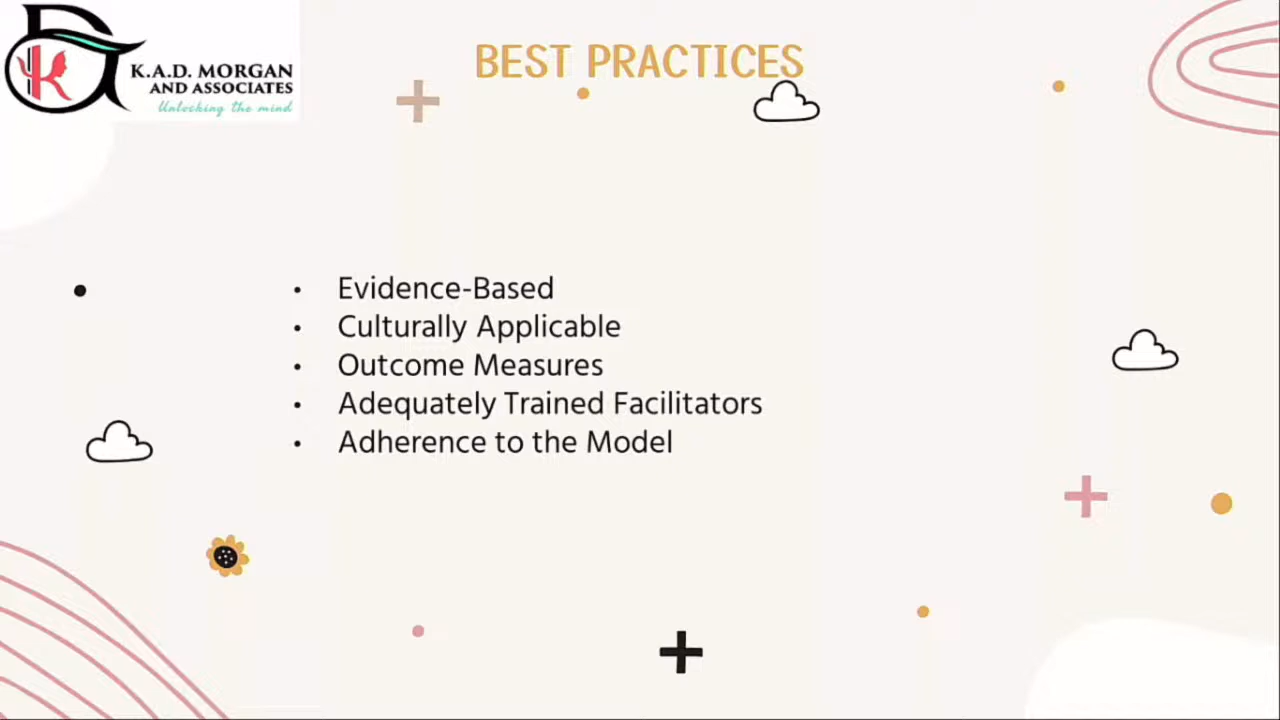 K.A.D. MORGAN
AND ASSOCIATES
Unlocking the mind
BEST PRACTICES
• Evidence-Based
• Culturally Applicable
• Outcome Measures
• Adequately Trained Facilitators
• Adherence to the Model